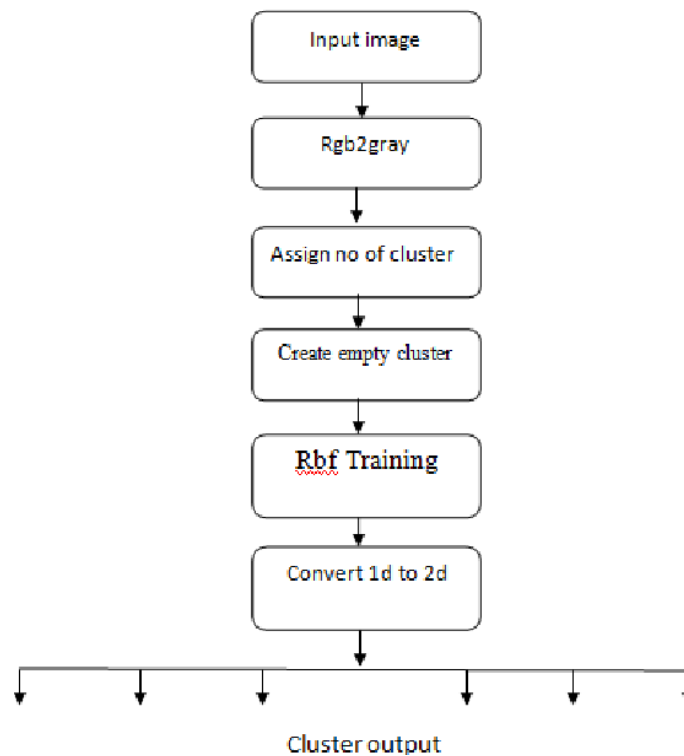 Input image
Rgb2gray
Assign no of cluster
Create empty cluster
Rbf Training
Convert 1d to 2d
Cluster output